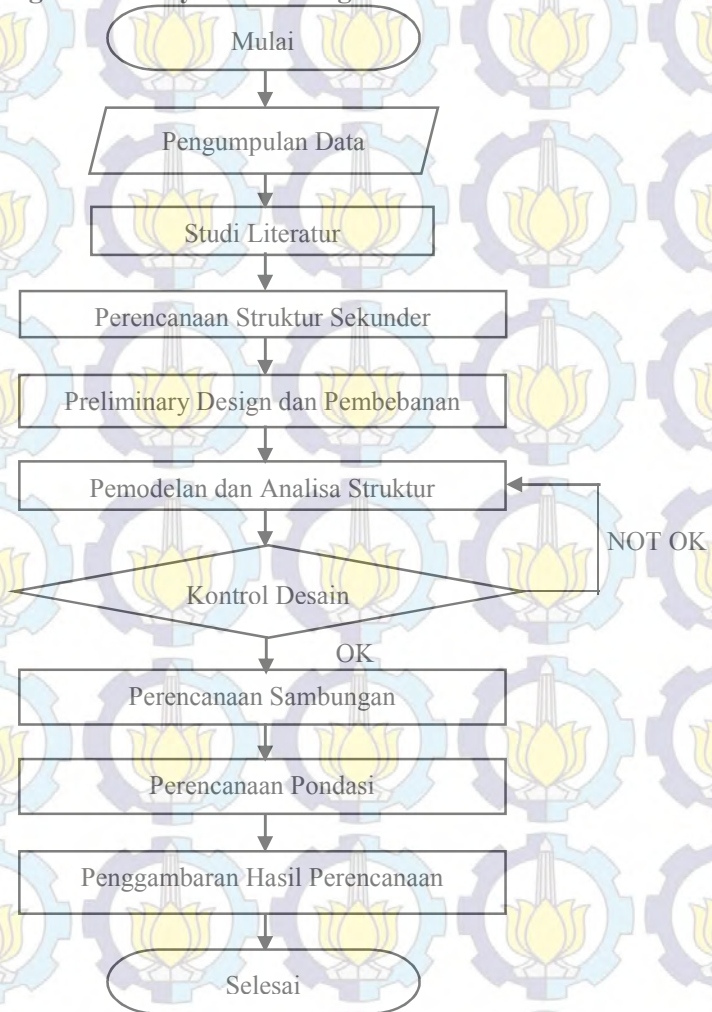 Mulai
Pengumpulan Data
Studi Literatur
Perencanaan Struktur Sekunder
Preliminary Design dan Pembebanan
Pemodelan dan Analisa Struktur
NOT OK
Kontrol Desain
OK
Perencanaan Sambungan
Perencanaan Pondasi
Penggambaran Hasil Perencanaan
Selesai